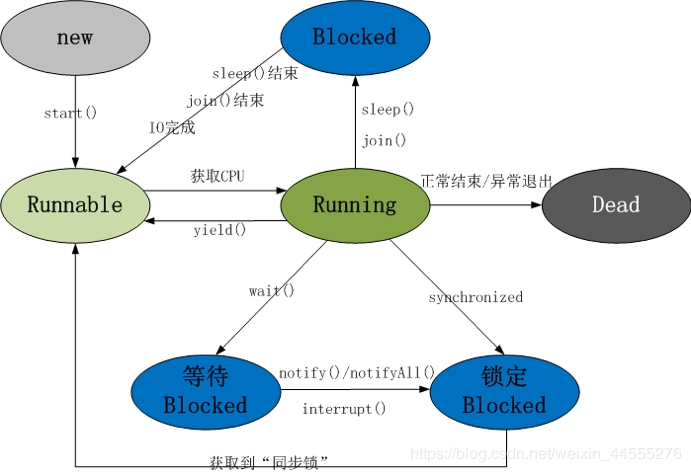 new
Blocked
sleep()结束
join()结束
IO完成
start()
sleep()
join()
Runnable
获取CPU
yield()
Running
正常结束/异常退出
Dead
wait()
synchronized
等待
Blocked
notify()/notifyAll()
interrupt()
锁定
Blocked
获取到“同步锁”
https://blog.csdn.net/weixin_44555276